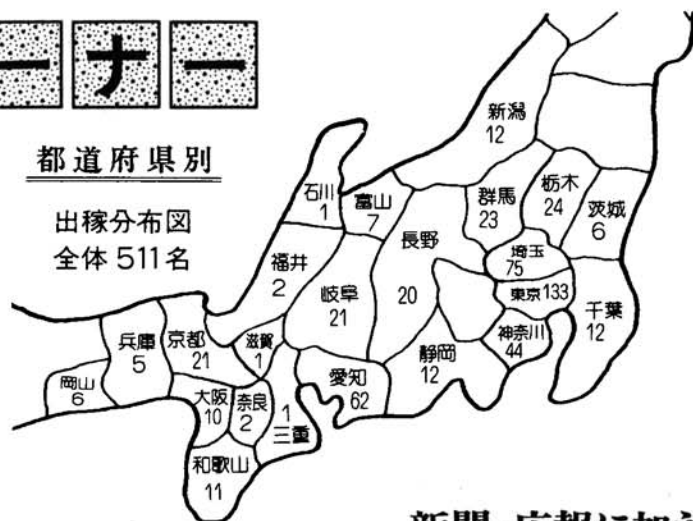 ーナー
都道府県別
出稼分布図
全体 511名
新潟
12
石川
1
富山
7
群馬
23
栃木
24
茨城
6
長野
20
埼玉
75
福井
2
岐阜
21
東京133
千葉
12
神奈川
44
静岡
12
愛知
62
滋賀
1
京都
21
兵庫
5
岡山
6
大阪
10
奈良
2
1
三重
和歌山
11